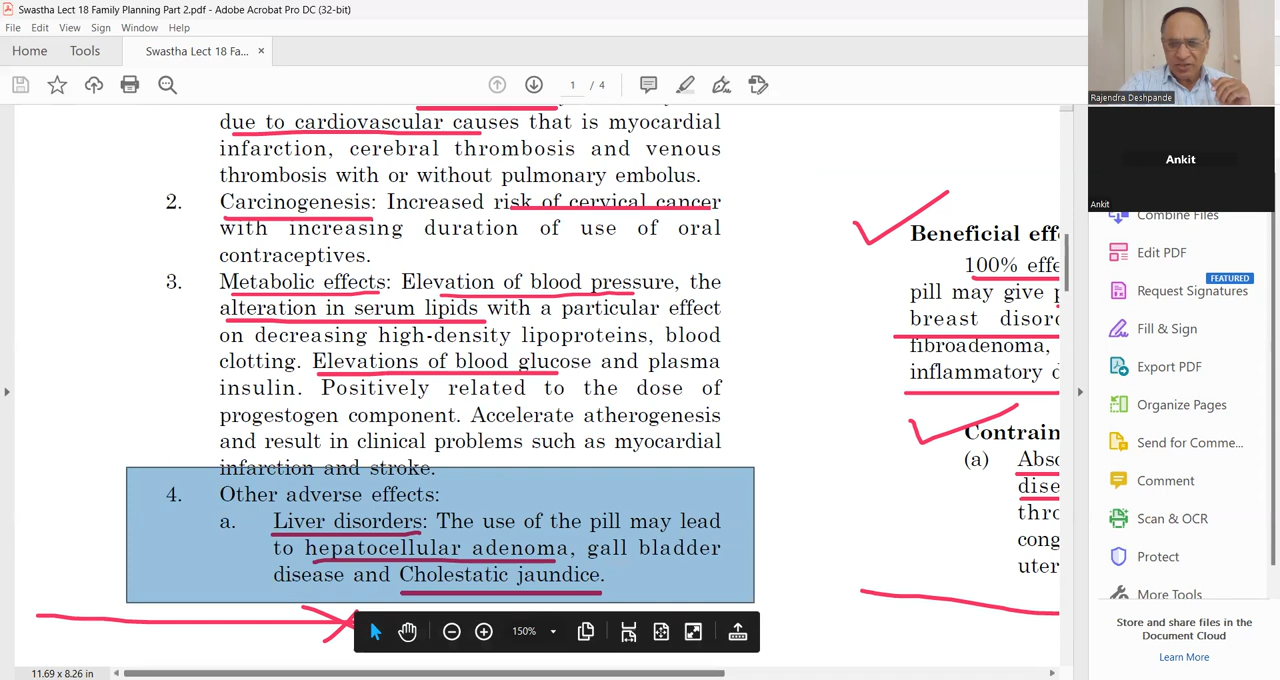 Swastha Lect 18 Family Planning Part 2.pdf - Adobe Acrobat Pro DC (32-bit)
File Edit View Sign Window Help
Home Tools Swastha Lect 18 Fa... ×
1 / 4
due to cardiovascular causes that is myocardial
infarction, cerebral thrombosis and venous
thrombosis with or without pulmonary embolus.
2. Carcinogenesis: Increased risk of cervical cancer
with increasing duration of use of oral
contraceptives.
3. Metabolic effects: Elevation of blood pressure, the
alteration in serum lipids with a particular effect
on decreasing high-density lipoproteins, blood
clotting. Elevations of blood glucose and plasma
insulin. Positively related to the dose of
progestogen component. Accelerate atherogenesis
and result in clinical problems such as myocardial
infarction and stroke.
4. Other adverse effects:
a. Liver disorders: The use of the pill may lead
to hepatocellular adenoma, gall bladder
disease and Cholestatic jaundice.
150%
11.69 x 8.26 in
Beneficial effe
100% effe
pill may give p
breast disord
fibroadenoma,
inflammatory d
Contrain
(a) Abso
dise
thro
cong
uter
Rajendra Deshpande
Ankit
Ankit
Combine Files
Edit PDF
FEATURED
Request Signatures
Fill & Sign
Export PDF
Organize Pages
Send for Comme...
Comment
Scan & OCR
Protect
More Tools
Store and share files in the
Document Cloud
Learn More